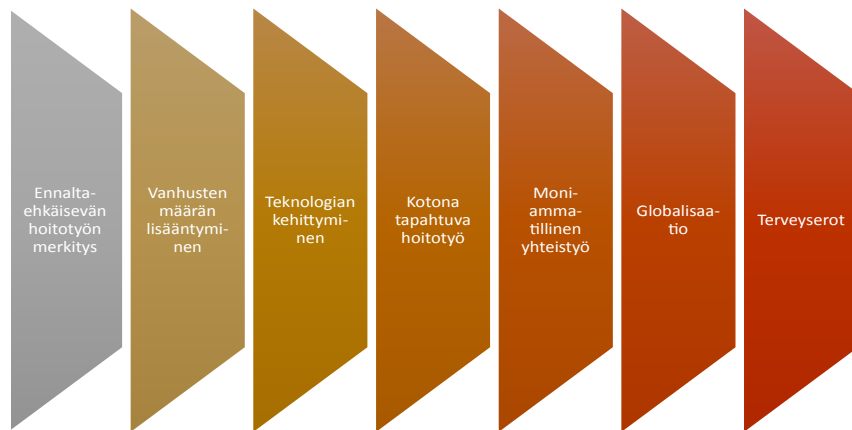 Ennalta-
ehkäisevän
hoitotyön
merkitys
Vanhusten
määrän
lisääntymi-
nen
Teknologian
kehittymi-
nen
Kotona
tapahtuva
hoitotyö
Moni-
amma-
tillinen
yhteistyö
Globalisaa-
tio
Terveyserot